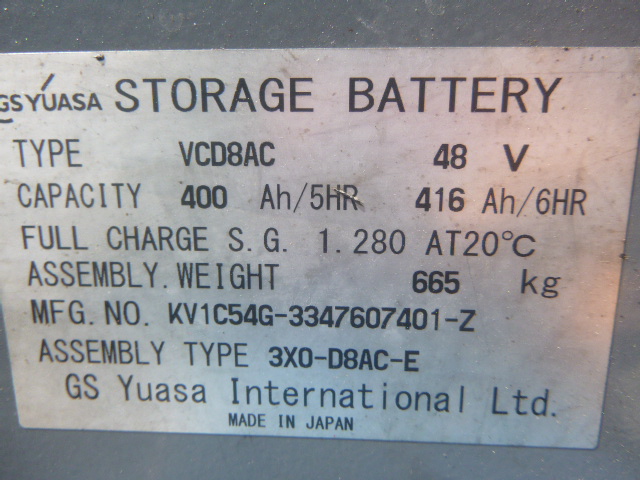 GS YUASA STORAGE BATTERY
TYPE VCD8AC 48 V
CAPACITY 400 Ah/5HR 416 Ah/6HR
FULL CHARGE S.G. 1.280 AT20℃
ASSEMBLY.WEIGHT 665 kg
MFG.NO. KV1C54G-3347607401-Z
ASSEMBLY TYPE 3X0-D8AC-E
GS Yuasa International Ltd.
MADE IN JAPAN